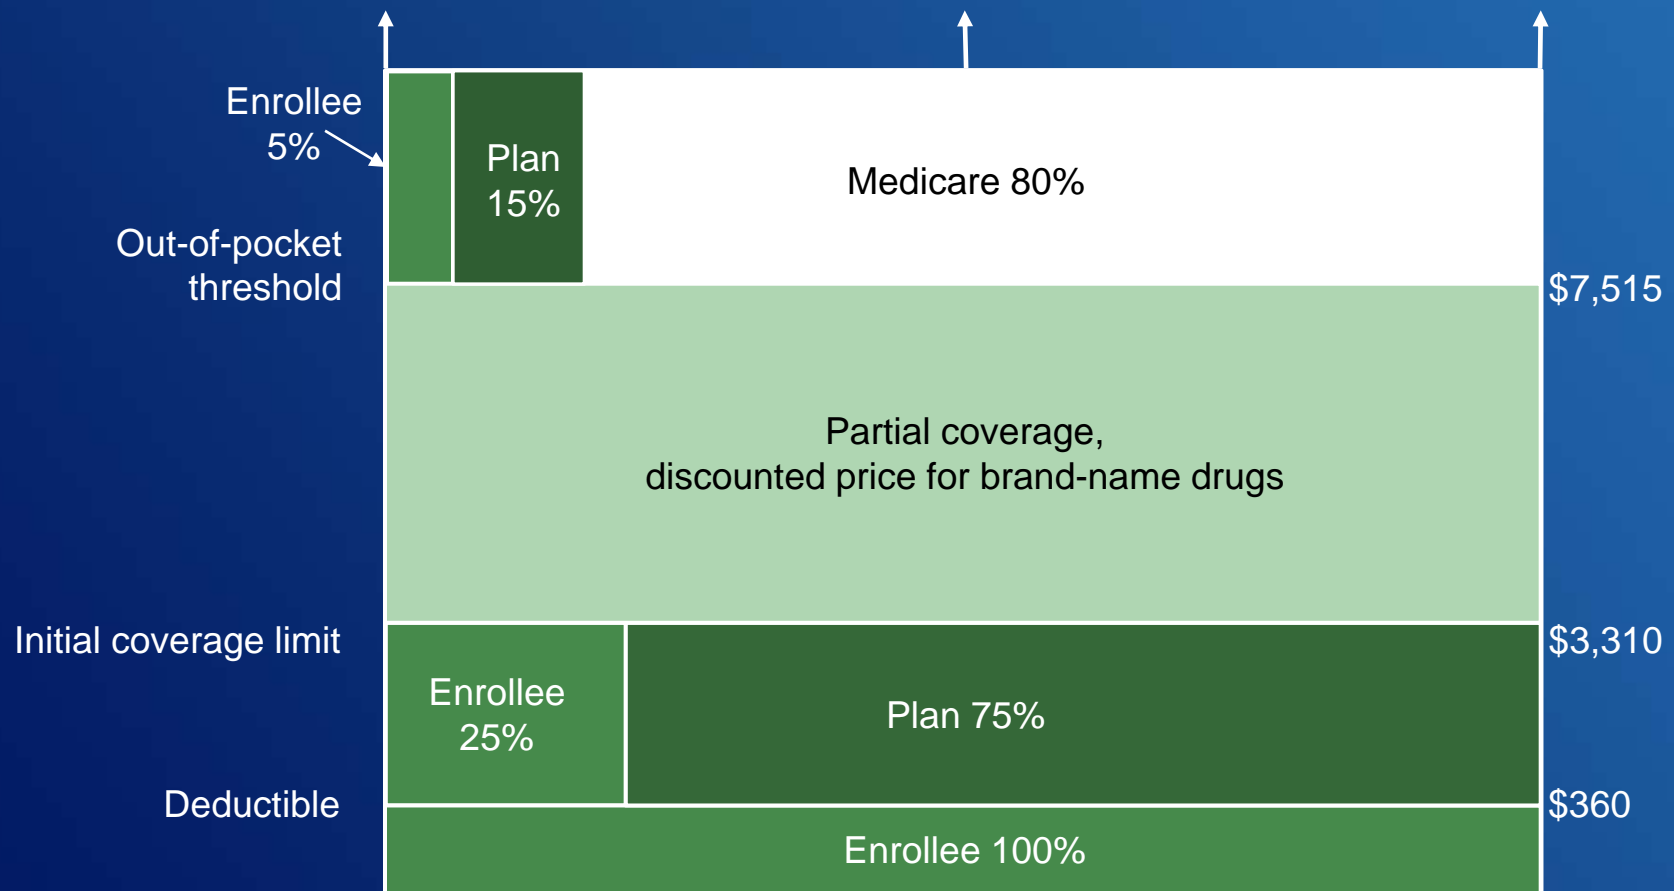 Enrollee
5%
Plan
15%
Medicare 80%
Out-of-pocket
threshold
$7,515
Partial coverage,
discounted price for brand-name drugs
Initial coverage limit
$3,310
Enrollee
25%
Plan 75%
Deductible
$360
Enrollee 100%